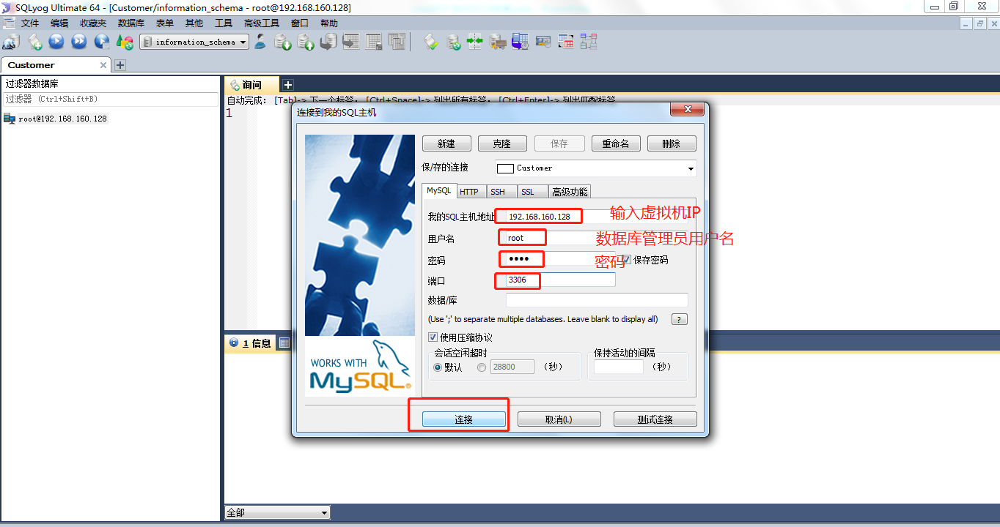 SQLyog Ultimate 64 - [Customer/information_schema - root@192.168.160.128]
文件 编辑 收藏夹 数据库 表单 其他 工具 高级工具 窗口 帮助
information_schema
Customer
过滤器数据库
过滤器 (Ctrl+Shift+B)
root@192.168.160.128
询问
自动完成: [Tab]-> 下一个标签, [Ctrl+Space]-> 列出所有标签, [Ctrl+Enter]-> 列出匹配标签
1
连接到我的SQL主机
新建 克隆 保存 重命名 删除
保/存的连接 Customer
MySQL HTTP SSH SSL 高级功能
我的SQL主机地址 192.168.160.128 输入虚拟机IP
用户名 root 数据库管理员用户名
密码 •••• 密码 保存密码
端口 3306
数据/库
(Use ';' to separate multiple databases. Leave blank to display all) ?
使用压缩协议
会话空闲超时 保持活动的间隔
默认 28800 (秒) (秒)
WORKS WITH
MySQL®
连接 取消(L) 测试连接
1 信息
全部